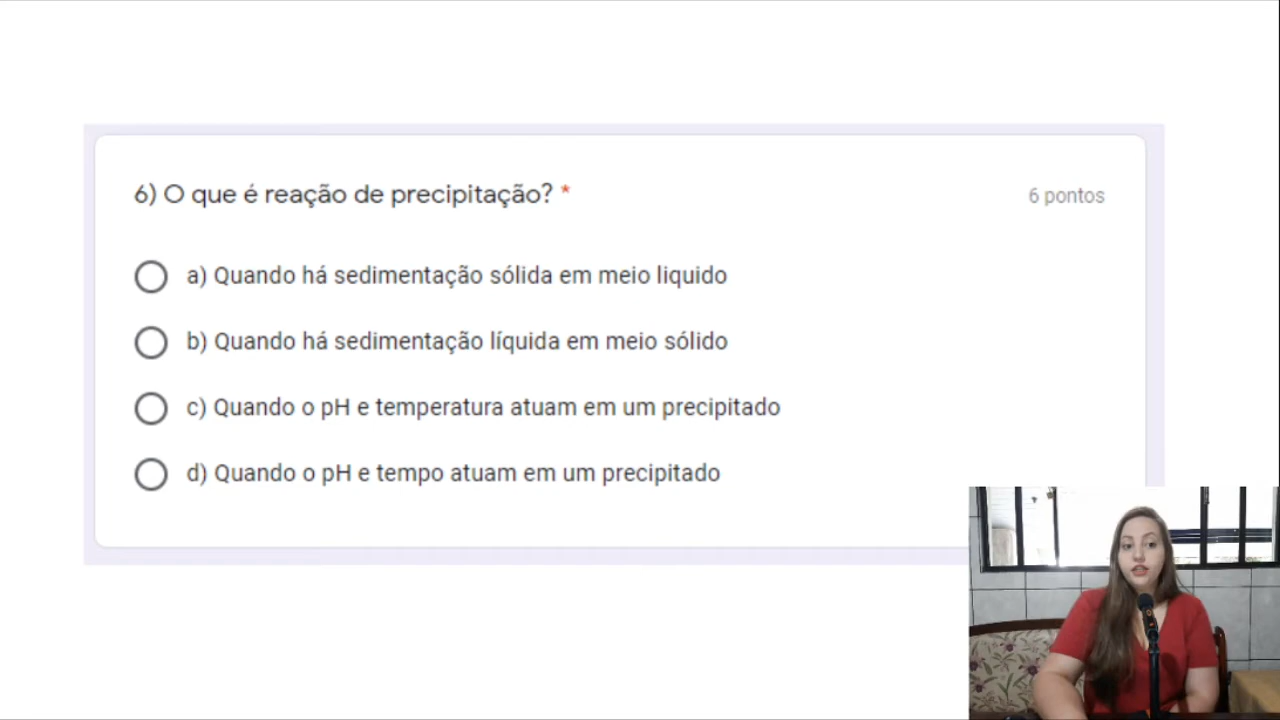 6) O que é reação de precipitação? *
6 pontos
a) Quando há sedimentação sólida em meio liquido
b) Quando há sedimentação líquida em meio sólido
c) Quando o pH e temperatura atuam em um precipitado
d) Quando o pH e tempo atuam em um precipitado